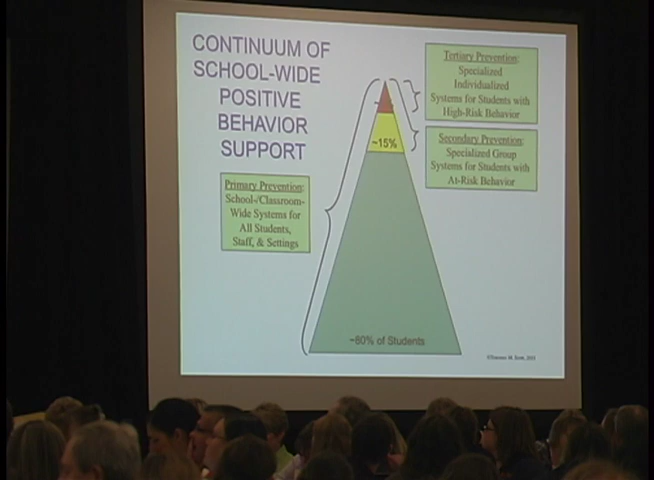 CONTINUUM OF
SCHOOL-WIDE
POSITIVE
BEHAVIOR
SUPPORT
Primary Prevention:
School-/Classroom-
Wide Systems for
All Students,
Staff, & Settings
Tertiary Prevention:
Specialized
Individualized
Systems for Students with
High-Risk Behavior
Secondary Prevention:
Specialized Group
Systems for Students with
At-Risk Behavior
~15%
~80% of Students